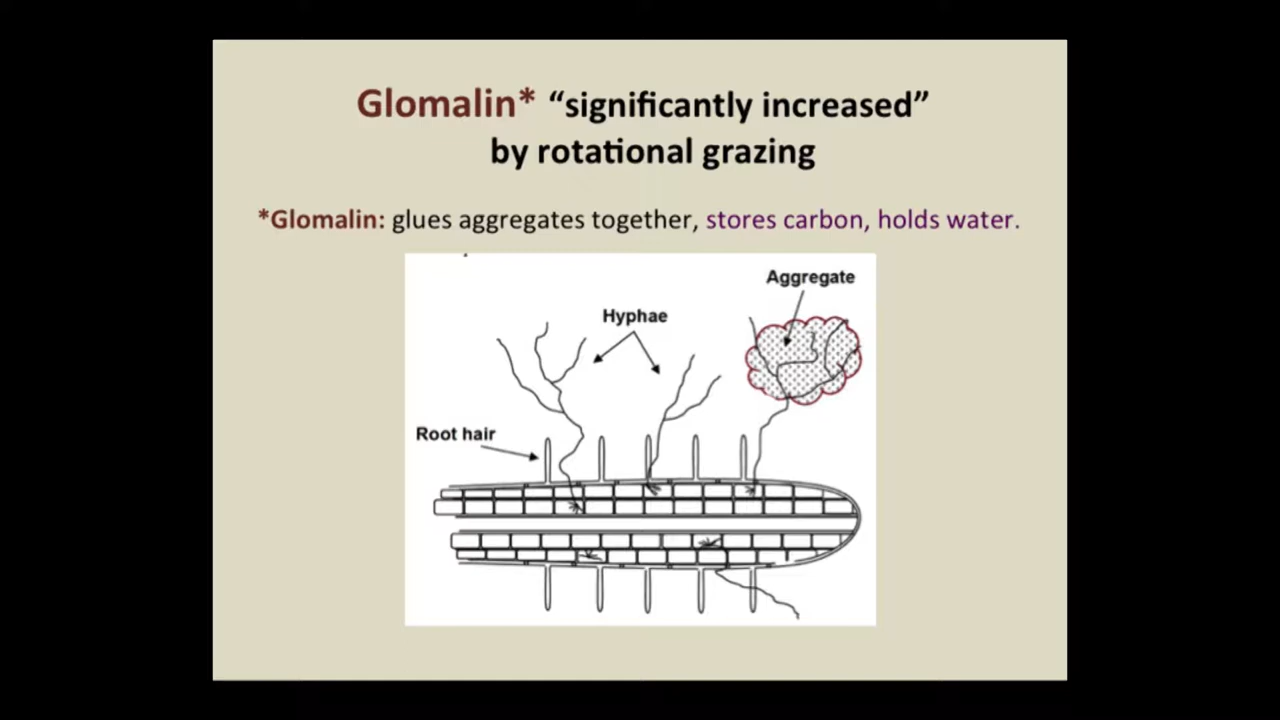 Glomalin* “significantly increased”
by rotational grazing
*Glomalin: glues aggregates together, stores carbon, holds water.
Aggregate
Hyphae
Root hair